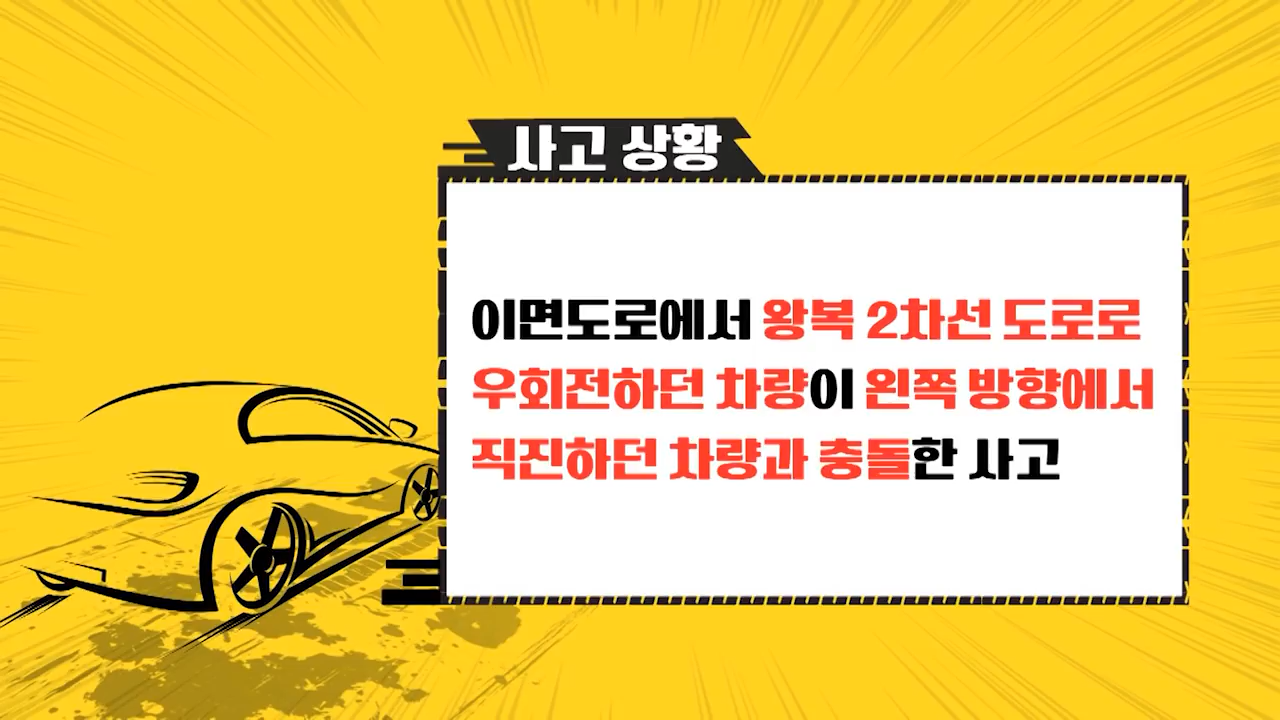 사고 상황
이면도로에서 왕복 2차선 도로로
우회전하던 차량이 왼쪽 방향에서
직진하던 차량과 충돌한 사고